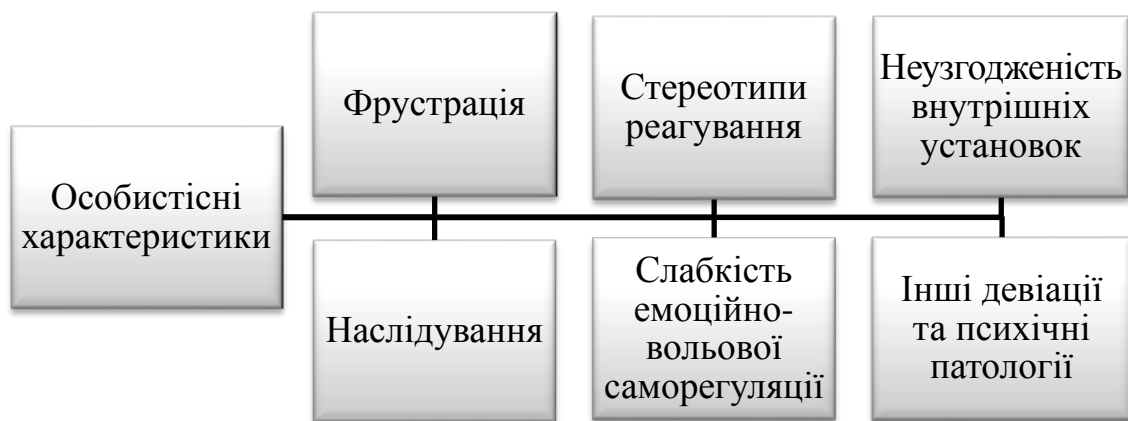 Особистісні
характеристики
Фрустрація
Стереотипи
реагування
Неузгодженість
внутрішніх
установок
Наслідування
Слабкість
емоційно-
вольової
саморегуляції
Інші девіації
та психічні
патології